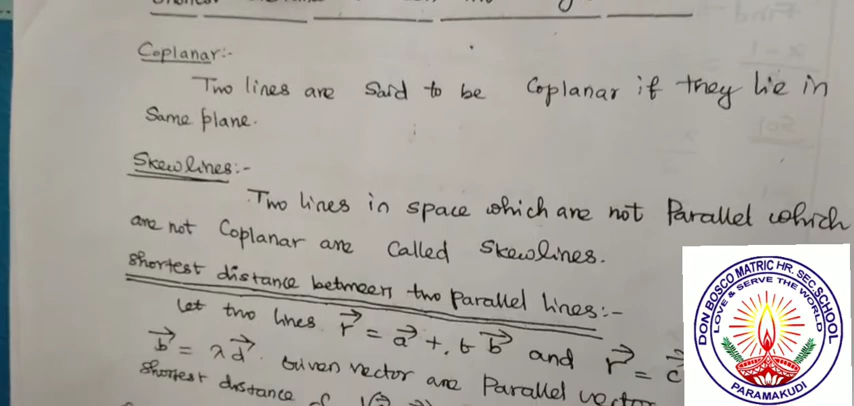 Coplanar:-
Two lines are said to be Coplanar if they lie in
Same plane.
Skewlines:-
Two lines in space which are not Parallel which
are not Coplanar are Called Skewlines.
shortest distance between two parallel lines:-
Let two lines r⃗ = a⃗ + t b⃗ and r⃗ = c⃗
b⃗ = λd⃗. Given vector are Parallel vector
shortest distance
DON BOSCO MATRIC HR. SEC. SCHOOL
LOVE & SERVE THE WORLD
PARAMAKUDI